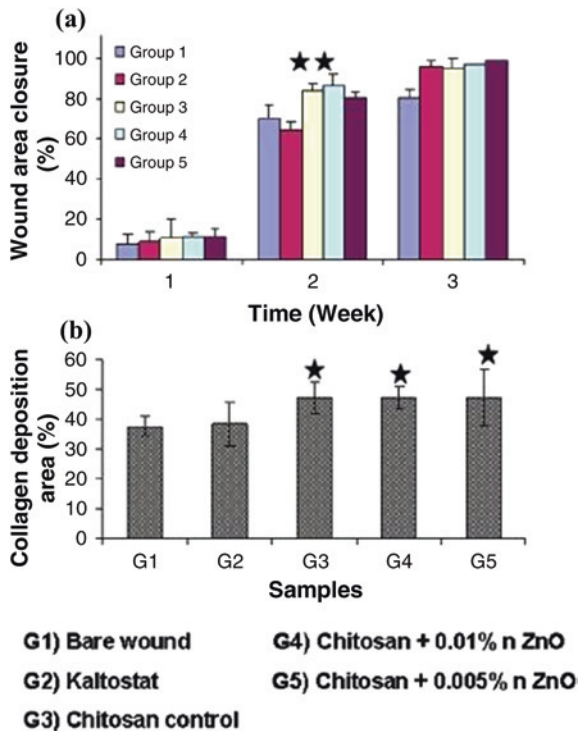 (a)
Wound area closure
(%)
100
80
60
40
20
0
Group 1
Group 2
Group 3
Group 4
Group 5
1
2
3
Time (Week)
(b)
Collagen deposition
area (%)
60
50
40
30
20
10
0
G1
G2
G3
G4
G5
Samples
G1) Bare wound
G4) Chitosan + 0.01% n ZnO
G2) Kaltostat
G5) Chitosan + 0.005% n ZnO
G3) Chitosan control